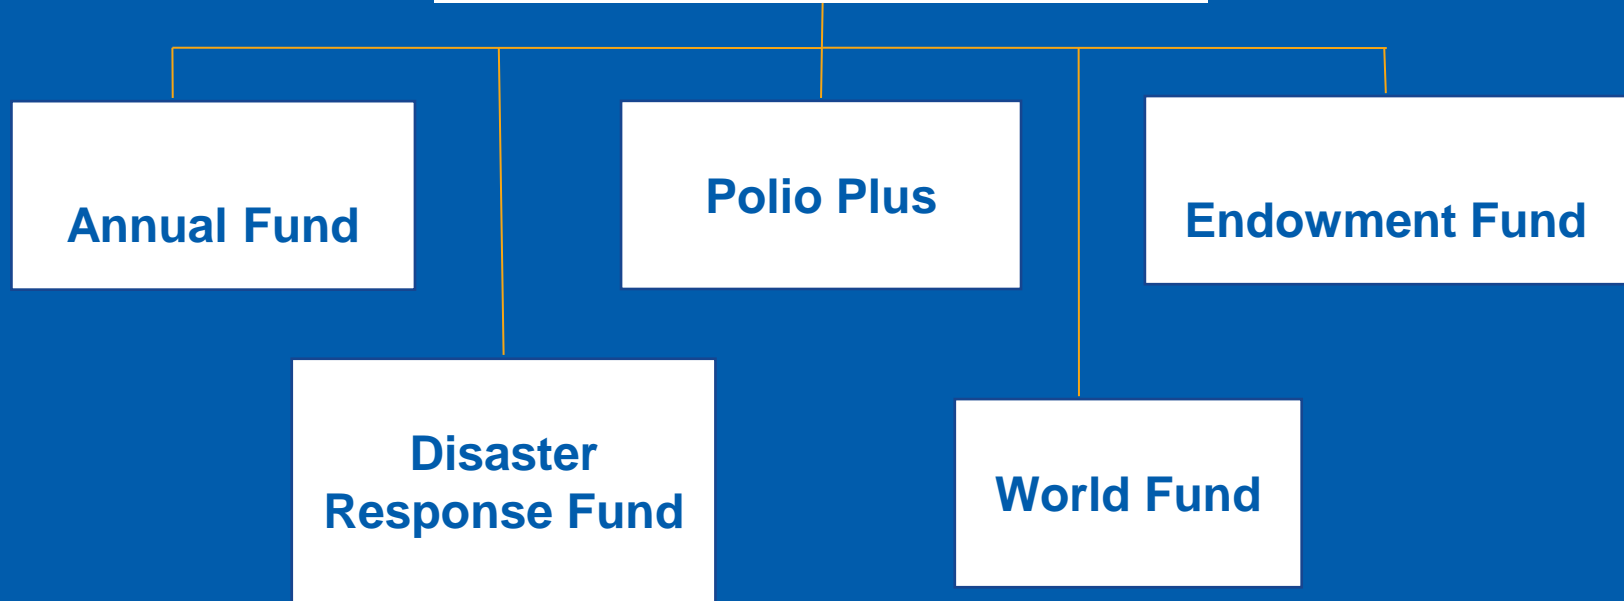 Annual Fund
Polio Plus
Endowment Fund
Disaster
Response Fund
World Fund